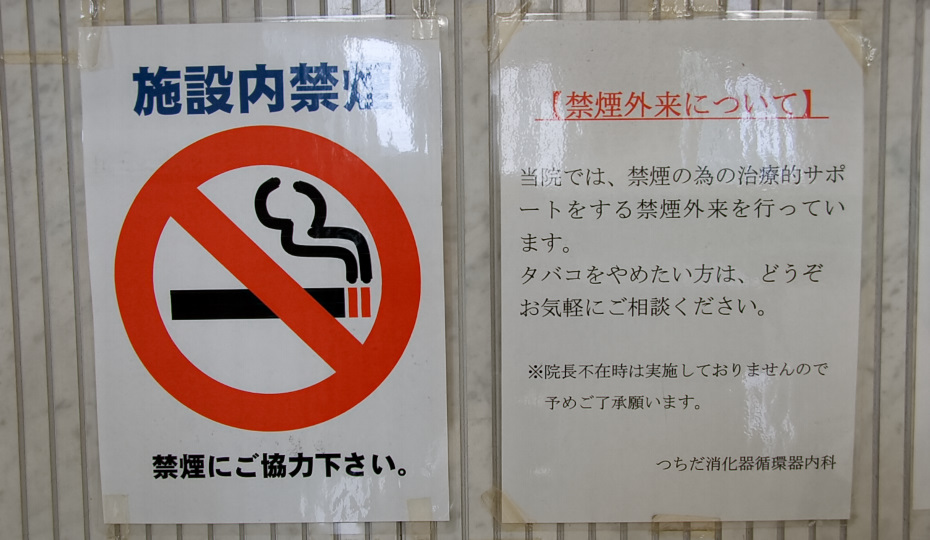 施設内禁煙
禁煙にご協力下さい。
【禁煙外来について】
当院では、禁煙の為の治療的サポ
ートをする禁煙外来を行ってい
ます。
タバコをやめたい方は、どうぞ
お気軽にご相談ください。
※院長不在時は実施しておりませんので
予めご了承願います。
つちだ消化器循環器内科